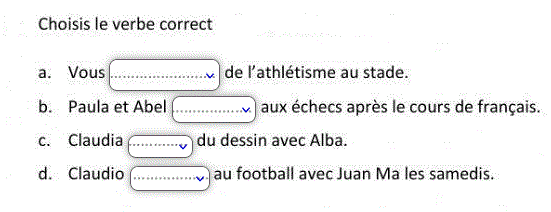 Choisis le verbe correct
a. Vous ........................ de l'athlétisme au stade.
b. Paula et Abel ................ aux échecs après le cours de français.
c. Claudia ............ du dessin avec Alba.
d. Claudio ................ au football avec Juan Ma les samedis.